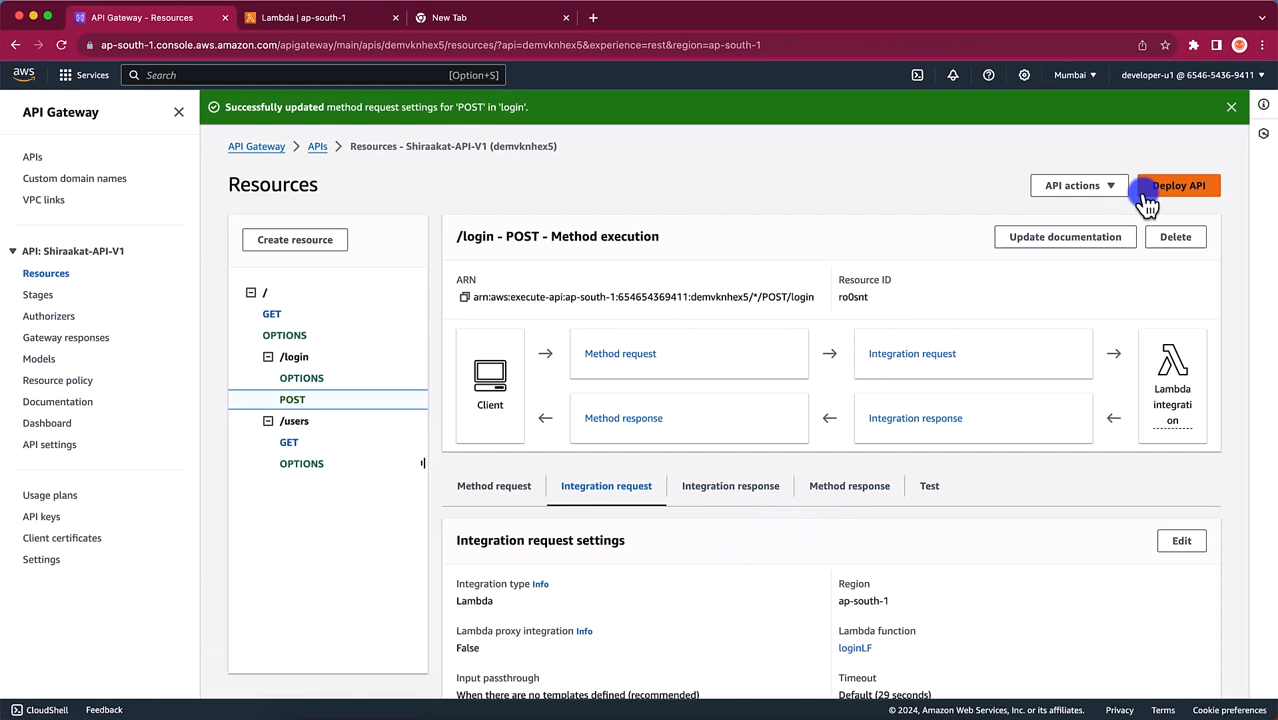 API Gateway - Resources
Lambda | ap-south-1
New Tab
ap-south-1.console.aws.amazon.com/apigateway/main/apis/demvknhex5/resources/?api=demvknhex5&experience=rest&region=ap-south-1
aws
Services
Search
[Option+S]
Mumbai
developer-u1 @ 6546-5436-9411
API Gateway
APIs
Custom domain names
VPC links
API: Shiraakat-API-V1
Resources
Stages
Authorizers
Gateway responses
Models
Resource policy
Documentation
Dashboard
API settings
Usage plans
API keys
Client certificates
Settings
Successfully updated method request settings for 'POST' in 'login'.
API Gateway
APIs
Resources - Shiraakat-API-V1 (demvknhex5)
Resources
API actions
Deploy API
Create resource
/
GET
OPTIONS
/login
OPTIONS
POST
/users
GET
OPTIONS
/login - POST - Method execution
Update documentation
Delete
ARN
arn:aws:execute-api:ap-south-1:654654369411:demvknhex5/*/POST/login
Resource ID
ro0snt
Client
Method request
Integration request
Method response
Integration response
Lambda
integrati
on
Method request
Integration request
Integration response
Method response
Test
Integration request settings
Edit
Integration type Info
Lambda
Region
ap-south-1
Lambda proxy integration Info
False
Lambda function
loginLF
Input passthrough
When there are no templates defined (recommended)
Timeout
Default (29 seconds)
CloudShell
Feedback
© 2024, Amazon Web Services, Inc. or its affiliates.
Privacy
Terms
Cookie preferences